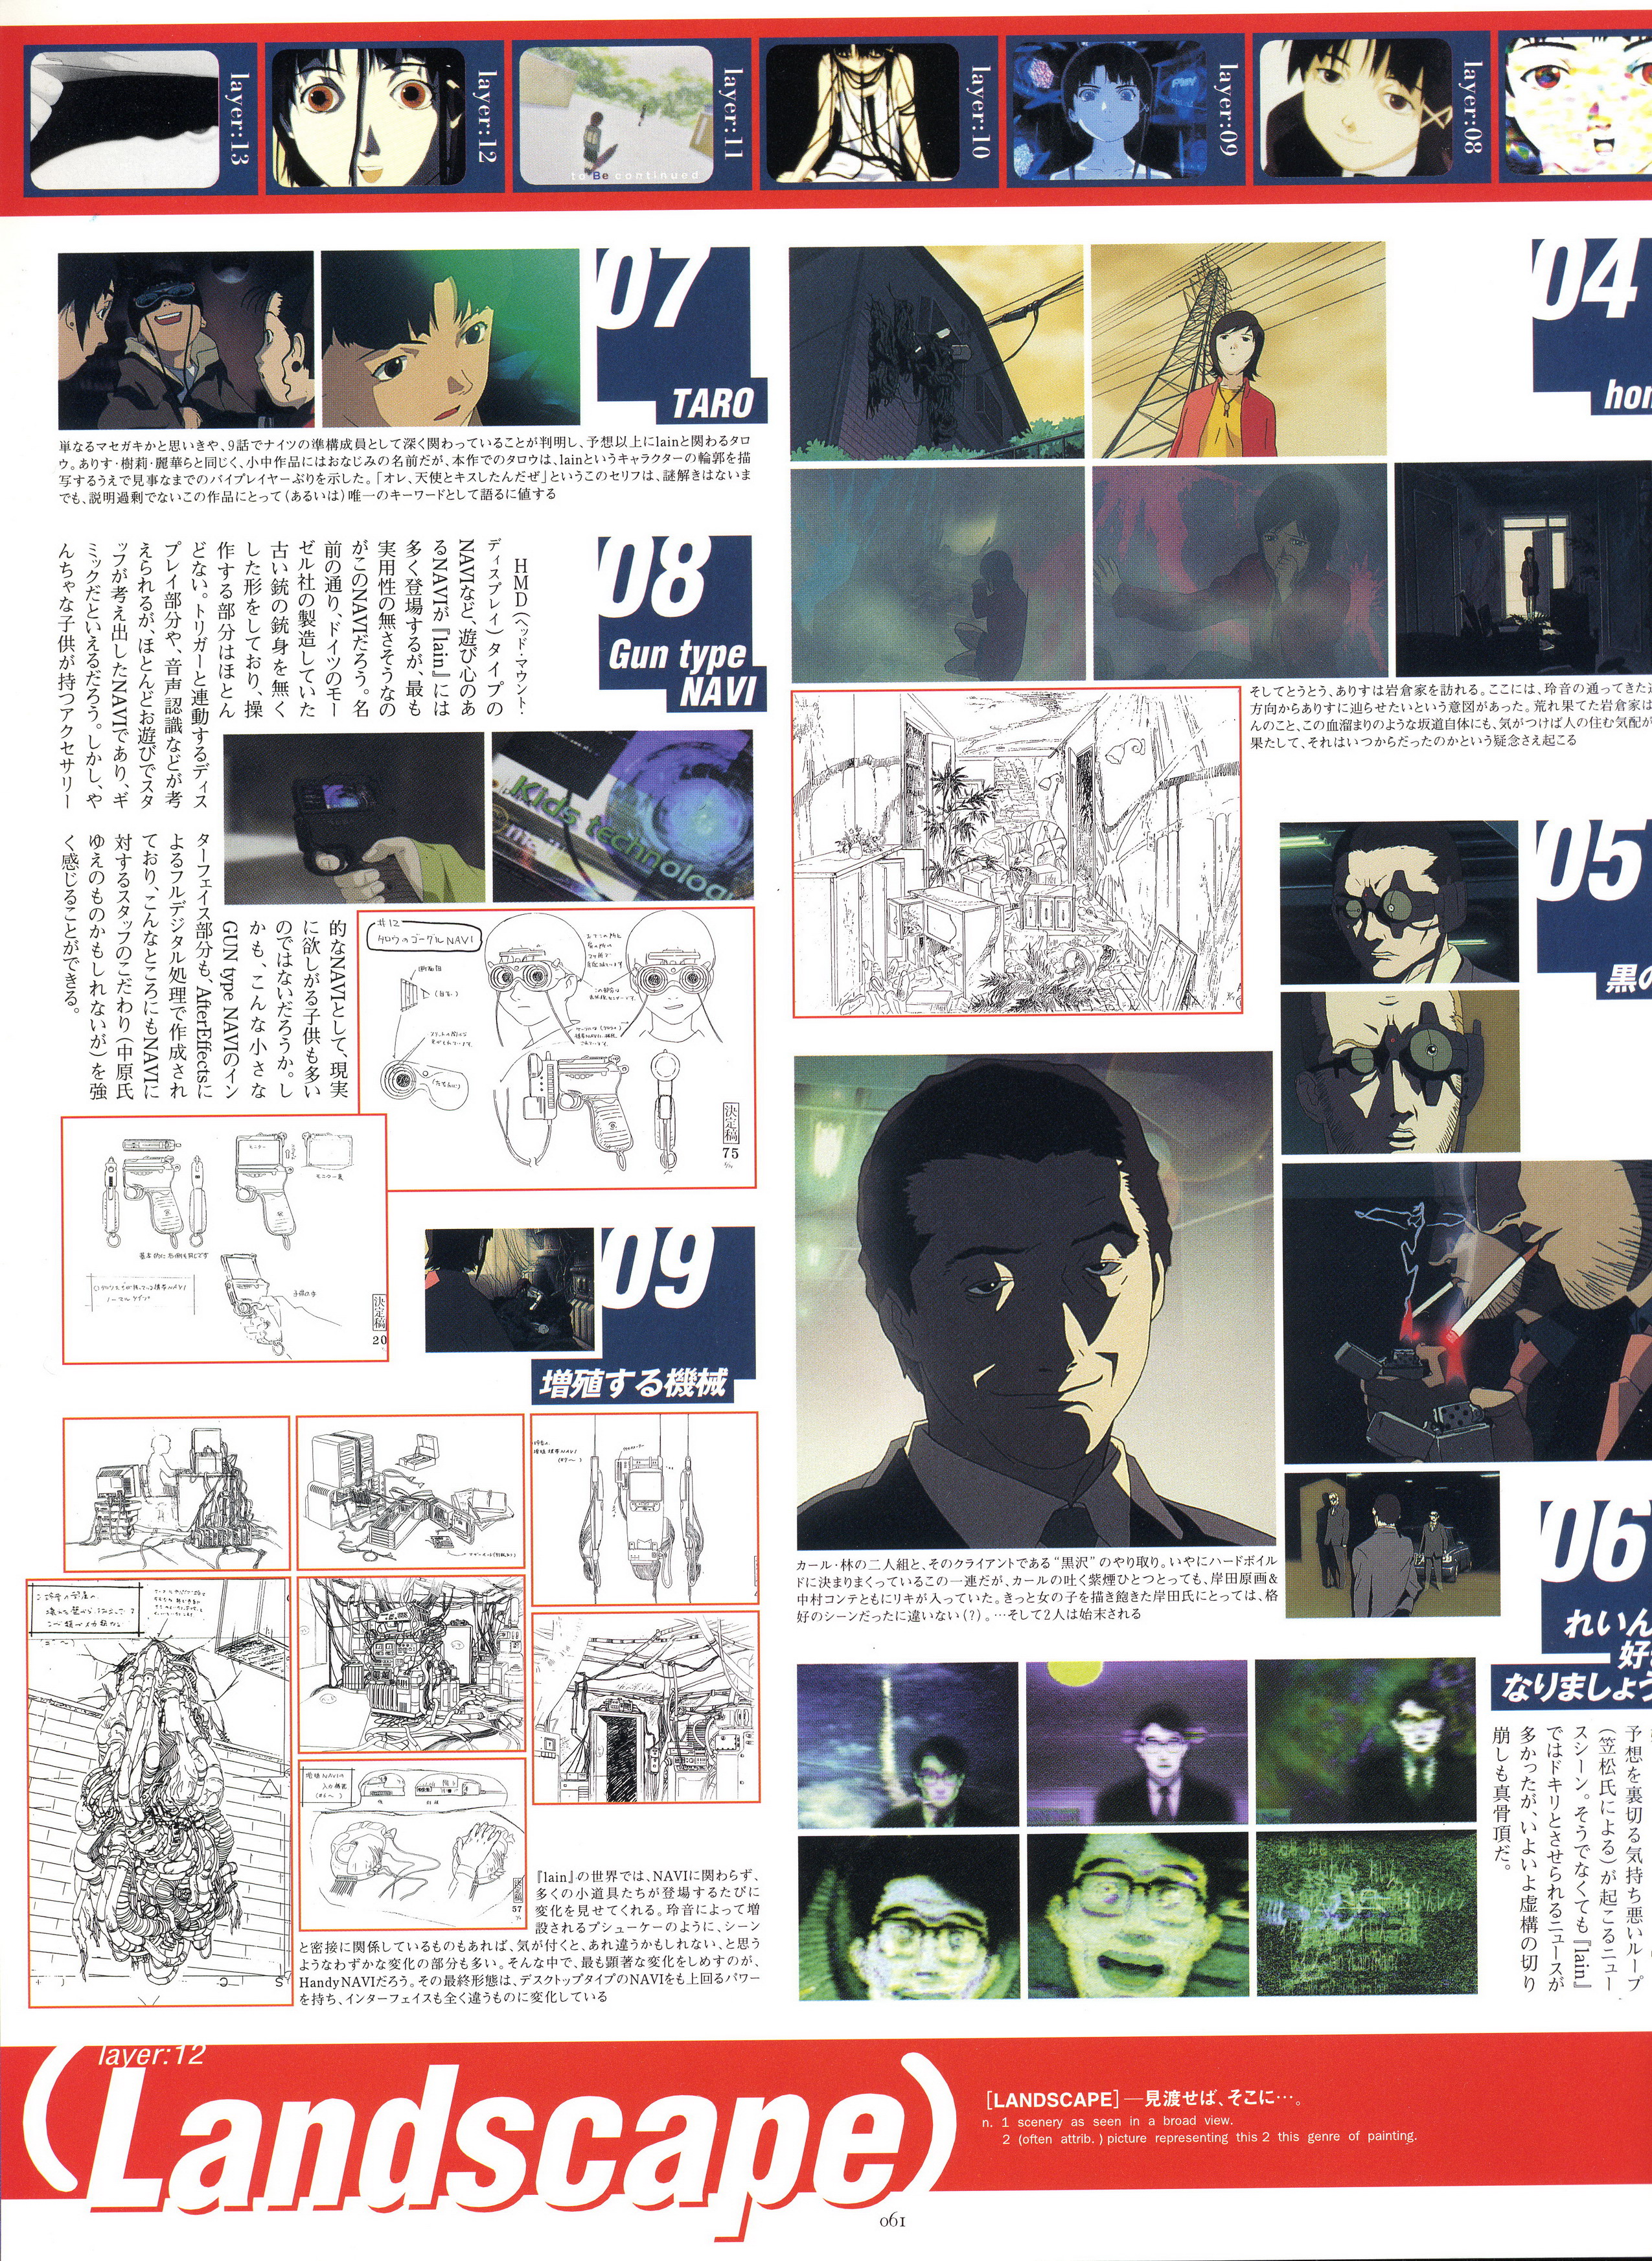 layer:13
layer:12
layer:11
to Be continued
layer:10
layer:09
layer:08
04
hom
そしてとうとう、ありすは岩倉家を訪れる。ここには、玲音の通ってきた
方向からありすに辿らせたいという意図があった。荒れ果てた岩倉家は
んのこと、この血溜まりのような坂道自体にも、気がつけば人の住む気配が
果たして、それはいつからだったのかという疑念さえ起こる
05
黒の
カール・林の二人組と、そのクライアントである“黒沢”のやり取り。いやにハードボイル
ドに決まりまくっているこの一連だが、カールの吐く紫煙ひとつとっても、岸田原画&
中村コンテともにリキが入っていた。きっと女の子を描き飽きた岸田氏にとっては、格
好のシーンだったに違いない(?)。…そして2人は始末される
06
れいん
好
なりましょう
予想を裏切る気持ち悪いループ
(笠松氏による)が起こるニュー
スシーン。そうでなくても『lain』
ではドキリとさせられるニュースが
多かったが、いよいよ虚構の切り
崩しも真骨頂だ。
07
TARO
単なるマセガキかと思いきや、9話でナイツの準構成員として深く関わっていることが判明し、予想以上にlainと関わるタロ
ウ。ありす・樹莉・麗華らと同じく、小中作品にはおなじみの名前だが、本作でのタロウは、lainというキャラクターの輪郭を描
写するうえで見事なまでのバイプレイヤーぶりを示した。「オレ、天使とキスしたんだぜ」というこのセリフは、謎解きはないま
でも、説明過剰でないこの作品にとって(あるいは)唯一のキーワードとして語るに値する
08
Gun type
NAVI
HMD(ヘッド・マウント・
ディスプレイ)タイプの
NAVIなど、遊び心のあ
るNAVIが『lain』には
多く登場するが、最も
実用性の無さそうなの
がこのNAVIだろう。名
前の通り、ドイツのモー
ゼル社の製造していた
古い銃の銃身を無く
した形をしており、操
作する部分はほとん
どない。トリガーと連動するディス
プレイ部分や、音声認識などが考
えられるが、ほとんどお遊びでスタ
ッフが考え出したNAVIであり、ギ
ミックだといえるだろう。しかし、や
んちゃな子供が持つアクセサリー
的なNAVIとして、現実
に欲しがる子供も多い
のではないだろうか。し
かも、こんな小さな
GUN type NAVIのイン
ターフェイス部分も、AfterEffectsに
よるフルデジタル処理で作成され
ており、こんなところにもNAVIに
対するスタッフのこだわり(中原氏
ゆえのものかもしれないが)を強
く感じることができる。
Kids technology
#12
タロウのゴーグルNAVI
決定稿
75
基本的に右側も同じです
モニター裏
決定稿
20
09
増殖する機械
決定稿
57
『lain』の世界では、NAVIに関わらず、
多くの小道具たちが登場するたびに
変化を見せてくれる。玲音によって増
設されるプシューケーのように、シーン
と密接に関係しているものもあれば、気が付くと、あれ違うかもしれない、と思う
ようなわずかな変化の部分も多い。そんな中で、最も顕著な変化をしめすのが、
HandyNAVIだろう。その最終形態は、デスクトップタイプのNAVIをも上回るパワー
を持ち、インターフェイスも全く違うものに変化している
layer:12
(Landscape)
[LANDSCAPE]—見渡せば、そこに…。
n. 1 scenery as seen in a broad view.
2 (often attrib.) picture representing this 2 this genre of painting.
061